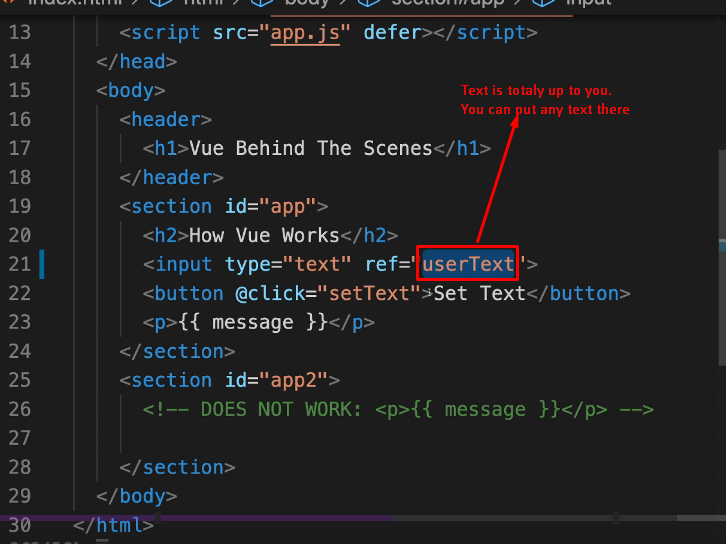 index.html > html > body > section#app > input
13 <script src="app.js" defer></script>
14 </head>
Text is totaly up to you.
15 <body>
You can put any text there
16 <header>
17 <h1>Vue Behind The Scenes</h1>
18 </header>
19 <section id="app">
20 <h2>How Vue Works</h2>
21 <input type="text" ref="userText">
22 <button @click="setText">Set Text</button>
23 <p>{{ message }}</p>
24 </section>
25 <section id="app2">
26 <!-- DOES NOT WORK: <p>{{ message }}</p> -->
27
28 </section>
29 </body>
30 </html>